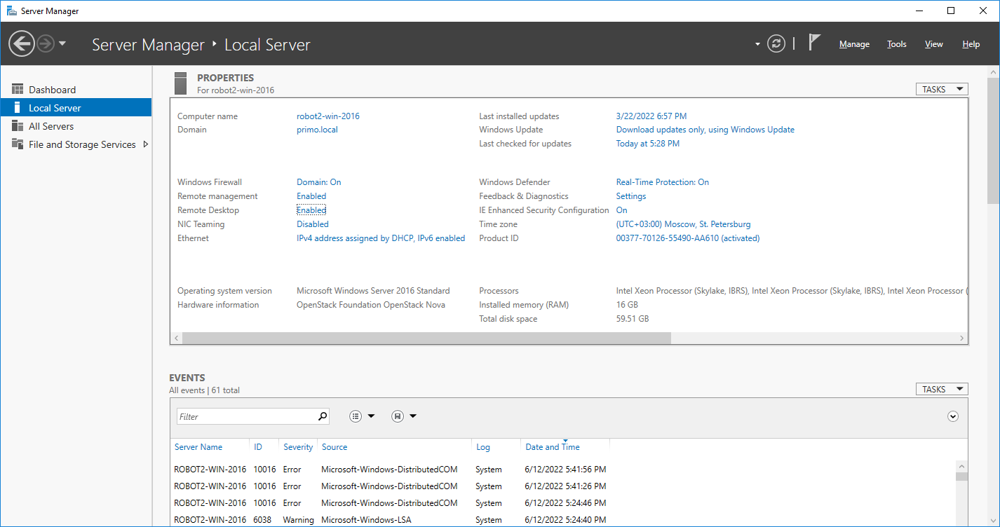 Server Manager
Server Manager ‣ Local Server
Manage Tools View Help
Dashboard
Local Server
All Servers
File and Storage Services
PROPERTIES
For robot2-win-2016
TASKS
Computer name robot2-win-2016 Last installed updates 3/22/2022 6:57 PM
Domain primo.local Windows Update Download updates only, using Windows Update
Last checked for updates Today at 5:28 PM
Windows Firewall Domain: On Windows Defender Real-Time Protection: On
Remote management Enabled Feedback & Diagnostics Settings
Remote Desktop Enabled IE Enhanced Security Configuration On
NIC Teaming Disabled Time zone (UTC+03:00) Moscow, St. Petersburg
Ethernet IPv4 address assigned by DHCP, IPv6 enabled Product ID 00377-70126-55490-AA610 (activated)
Operating system version Microsoft Windows Server 2016 Standard Processors Intel Xeon Processor (Skylake, IBRS), Intel Xeon Processor (Skylake, IBRS), Intel Xeon Processor (
Hardware information OpenStack Foundation OpenStack Nova Installed memory (RAM) 16 GB
Total disk space 59.51 GB
EVENTS
All events | 61 total
TASKS
Filter
Server Name ID Severity Source Log Date and Time
ROBOT2-WIN-2016 10016 Error Microsoft-Windows-DistributedCOM System 6/12/2022 5:41:56 PM
ROBOT2-WIN-2016 10016 Error Microsoft-Windows-DistributedCOM System 6/12/2022 5:41:26 PM
ROBOT2-WIN-2016 10016 Error Microsoft-Windows-DistributedCOM System 6/12/2022 5:24:46 PM
ROBOT2-WIN-2016 6038 Warning Microsoft-Windows-LSA System 6/12/2022 5:24:40 PM